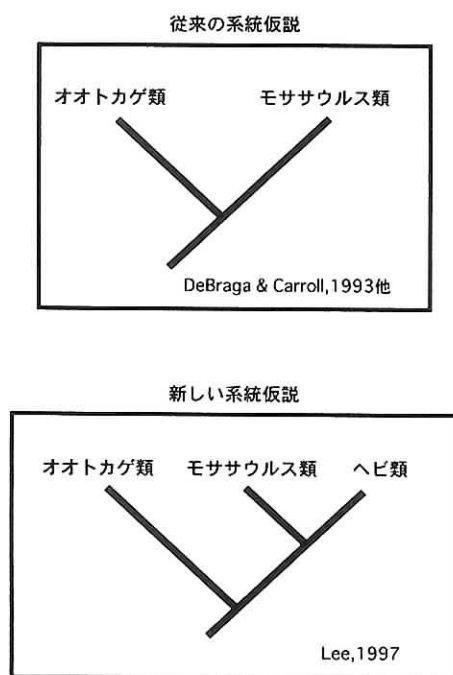 従来の系統仮説
オオトカゲ類 モササウルス類
DeBraga & Carroll,1993他
新しい系統仮説
オオトカゲ類 モササウルス類 ヘビ類
Lee,1997